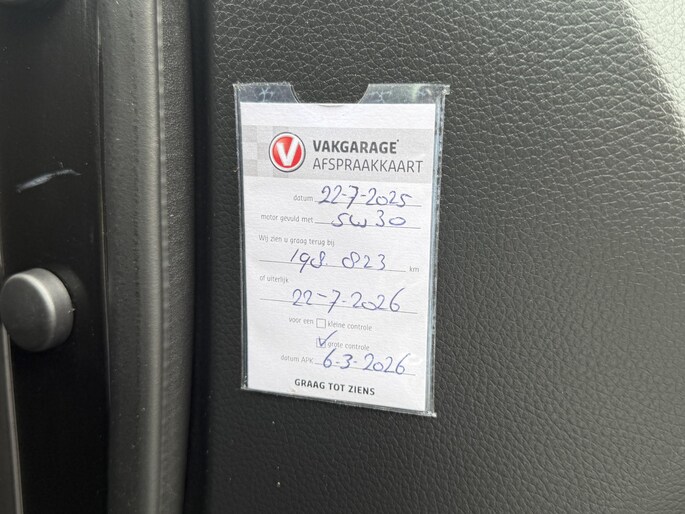 V VAKGARAGE
AFSPRAAKKAART
datum 22-7-2025
motor gevuld met 5W30
Wij zien u graag terug bij
198.823 km
of uiterlijk
22-7-2026
voor een kleine controle
grote controle
datum APK 6-3-2026
GRAAG TOT ZIENS